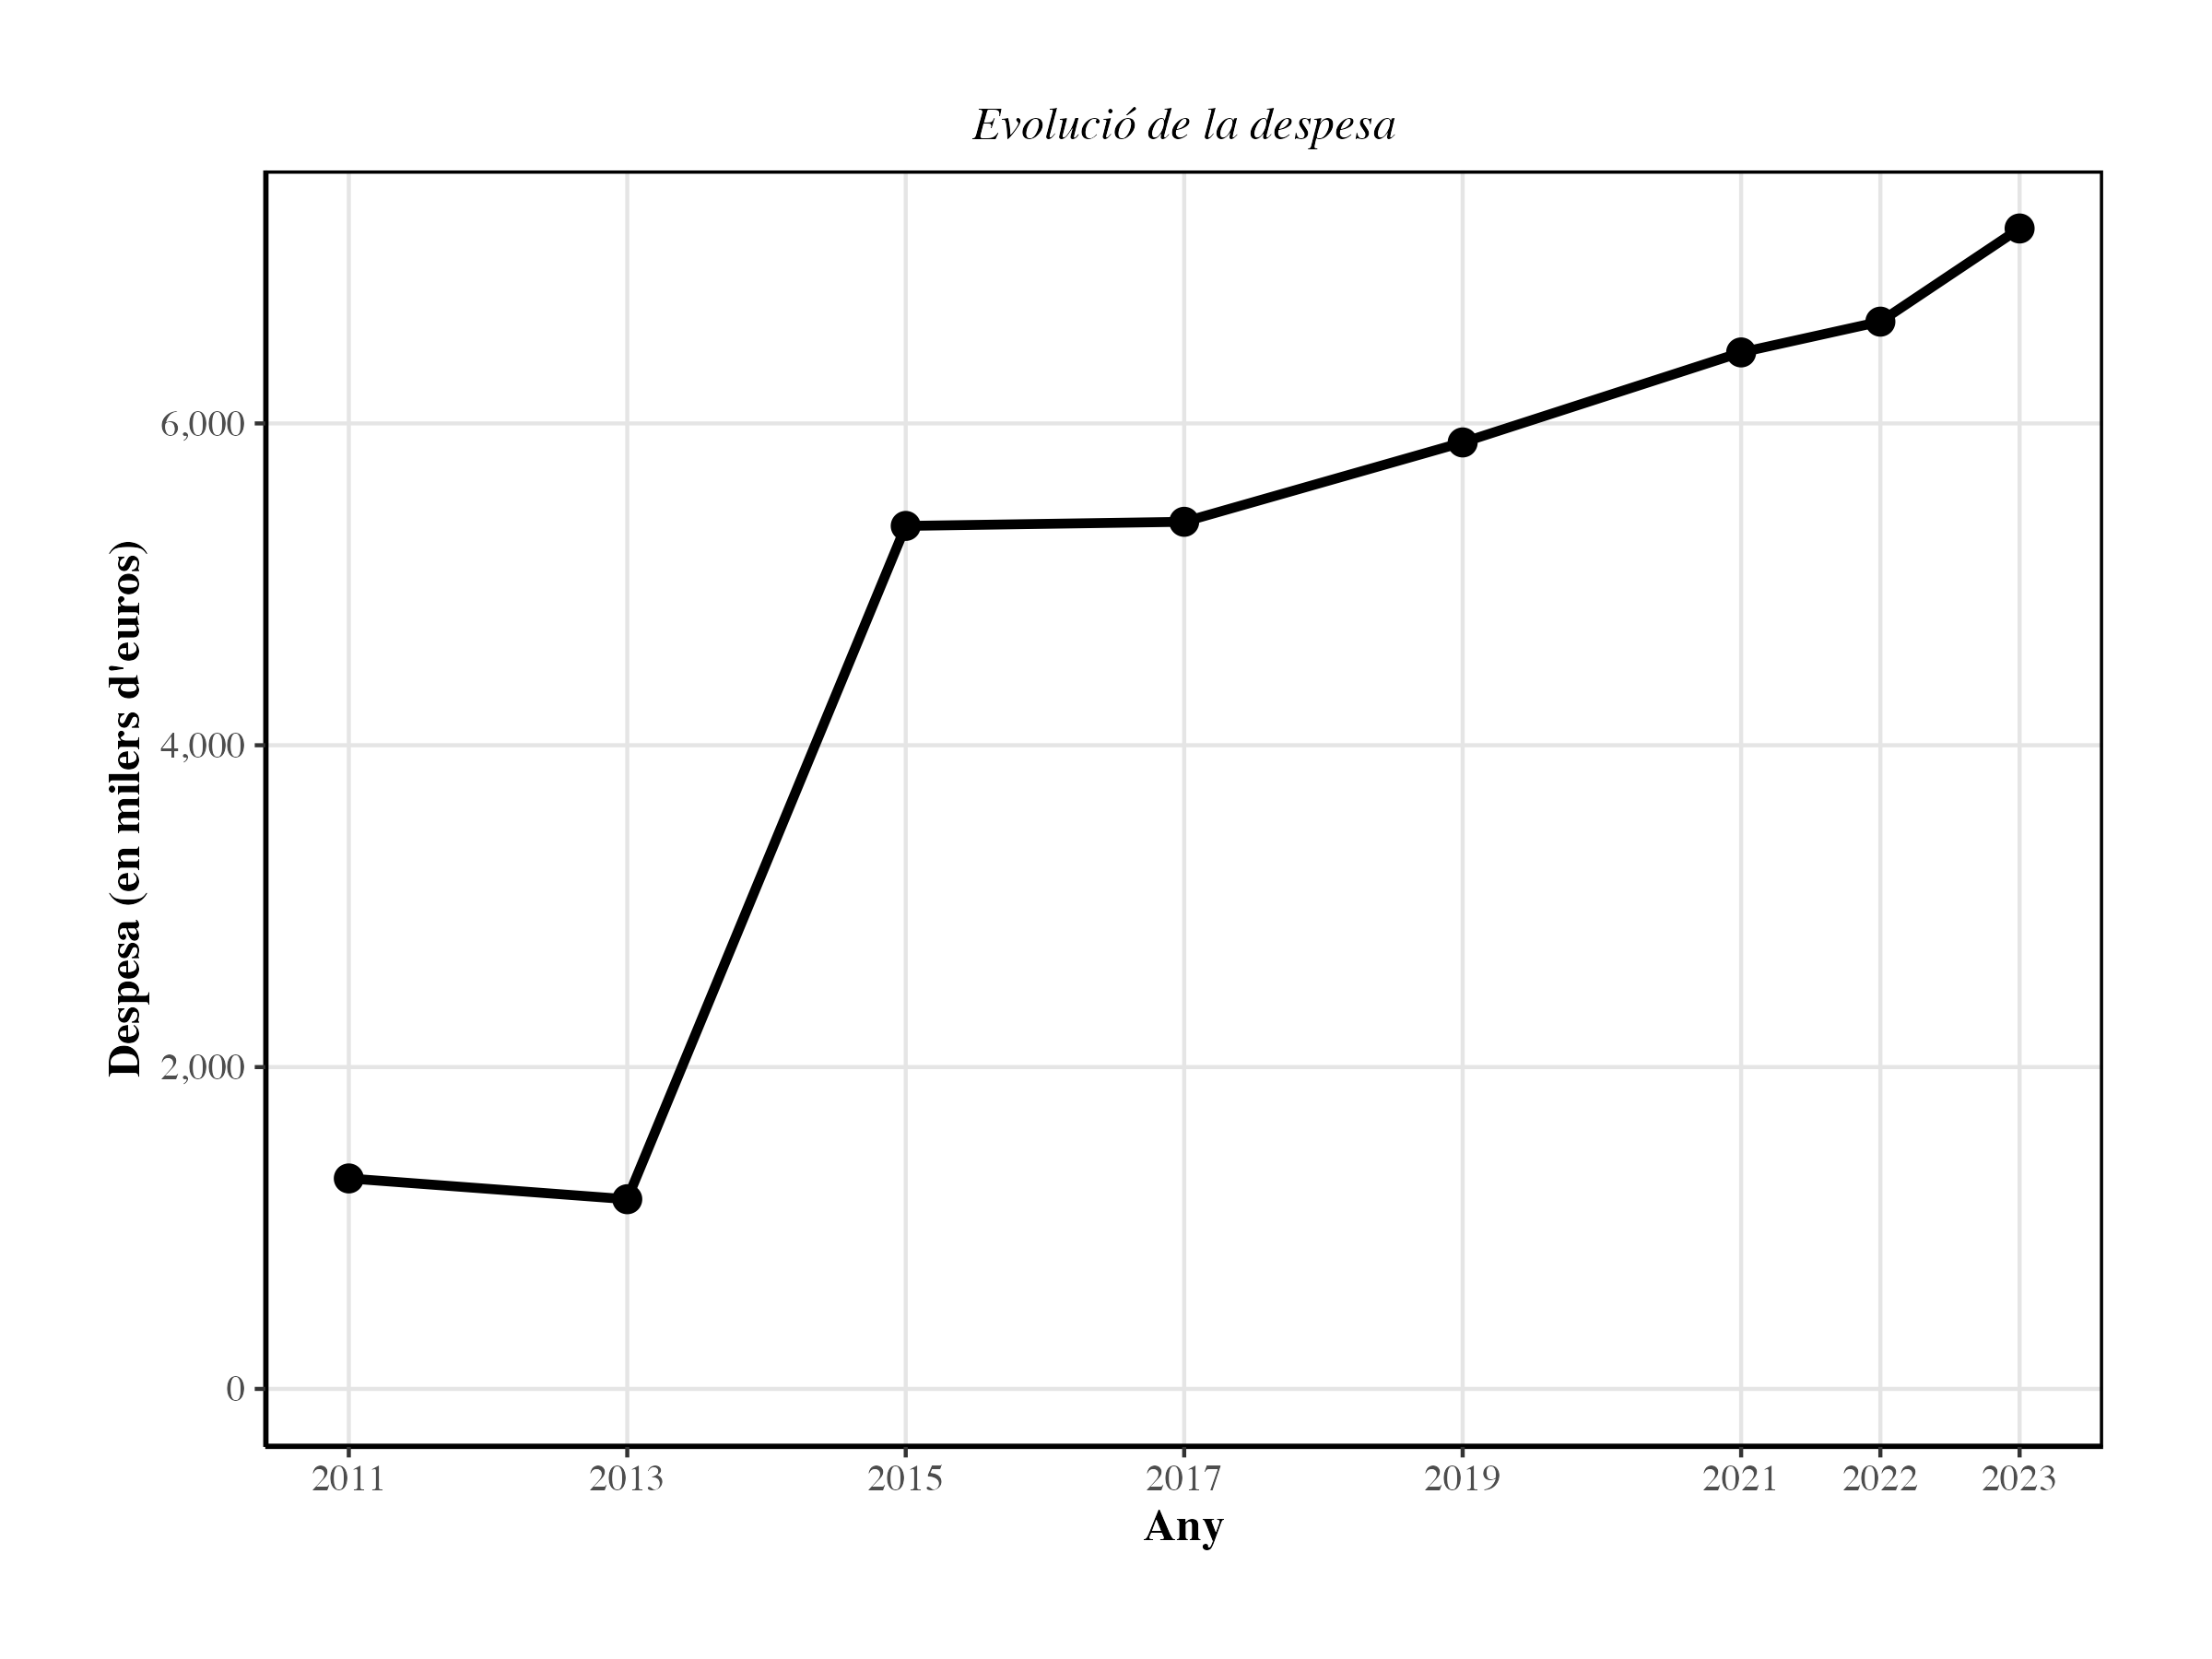 Evolució de la despesa
Despesa (en milers d'euros)
6,000
4,000
2,000
0
2011 2013 2015 2017 2019 2021 2022 2023
Any